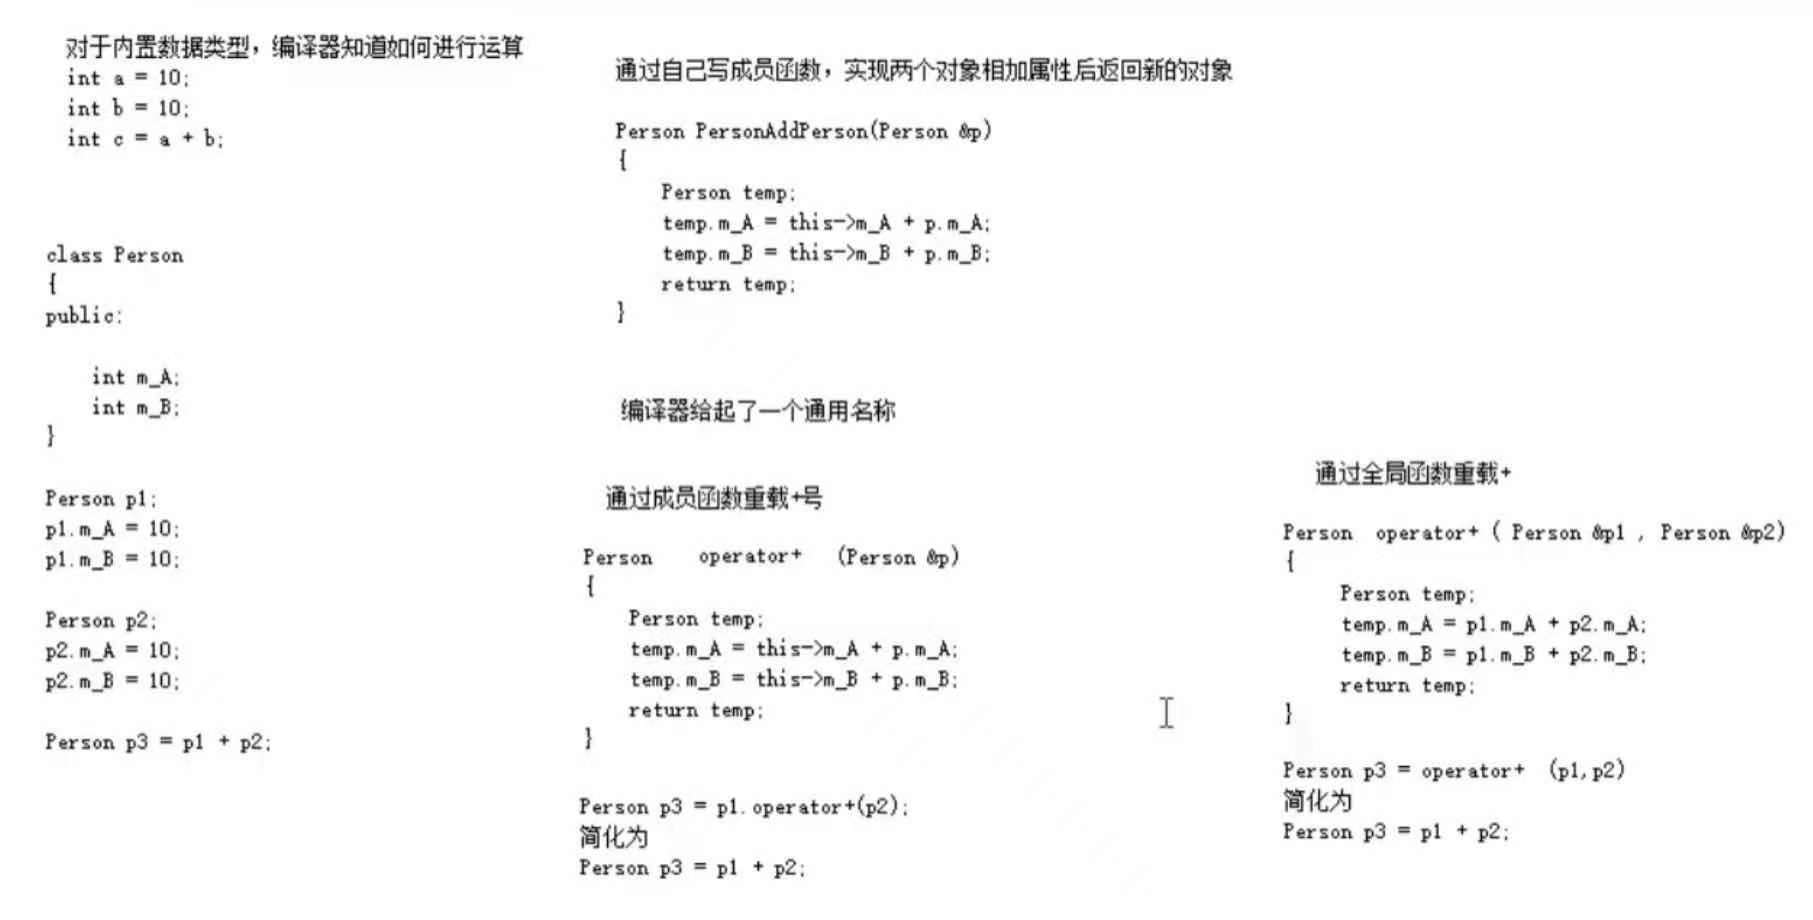 对于内置数据类型，编译器知道如何进行运算
int a = 10;
int b = 10;
int c = a + b;
class Person
{
public:
int m_A;
int m_B;
}
Person p1;
p1.m_A = 10;
p1.m_B = 10;
Person p2;
p2.m_A = 10;
p2.m_B = 10;
Person p3 = p1 + p2;
通过自己写成员函数，实现两个对象相加属性后返回新的对象
Person PersonAddPerson(Person &p)
{
Person temp;
temp.m_A = this->m_A + p.m_A;
temp.m_B = this->m_B + p.m_B;
return temp;
}
编译器给起了一个通用名称
通过成员函数重载+号
Person operator+ (Person &p)
{
Person temp;
temp.m_A = this->m_A + p.m_A;
temp.m_B = this->m_B + p.m_B;
return temp;
}
Person p3 = p1.operator+(p2);
简化为
Person p3 = p1 + p2;
通过全局函数重载+
Person operator+ ( Person &p1 , Person &p2)
{
Person temp;
temp.m_A = p1.m_A + p2.m_A;
temp.m_B = p1.m_B + p2.m_B;
return temp;
}
Person p3 = operator+ (p1,p2)
简化为
Person p3 = p1 + p2;